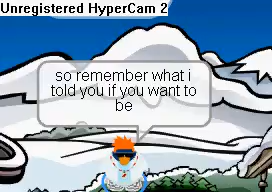 Unregistered HyperCam 2
so remember what i
told you if you want to
be